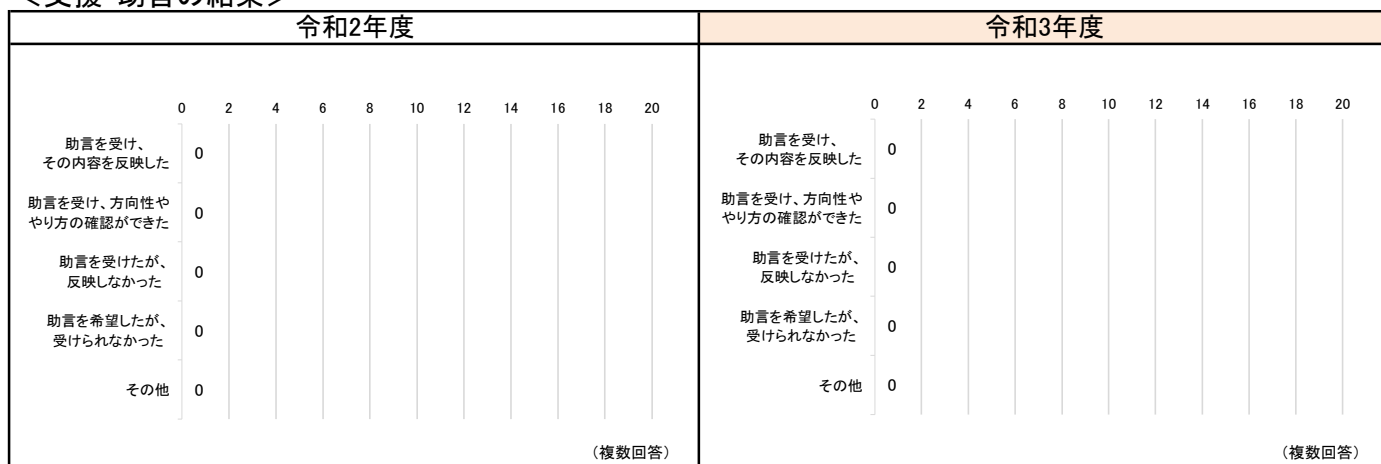 令和2年度
令和3年度
0 2 4 6 8 10 12 14 16 18 20
助言を受け、
その内容を反映した
0
助言を受け、方向性や
やり方の確認ができた
0
助言を受けたが、
反映しなかった
0
助言を希望したが、
受けられなかった
0
その他
0
(複数回答)
0 2 4 6 8 10 12 14 16 18 20
助言を受け、
その内容を反映した
0
助言を受け、方向性や
やり方の確認ができた
0
助言を受けたが、
反映しなかった
0
助言を希望したが、
受けられなかった
0
その他
0
(複数回答)